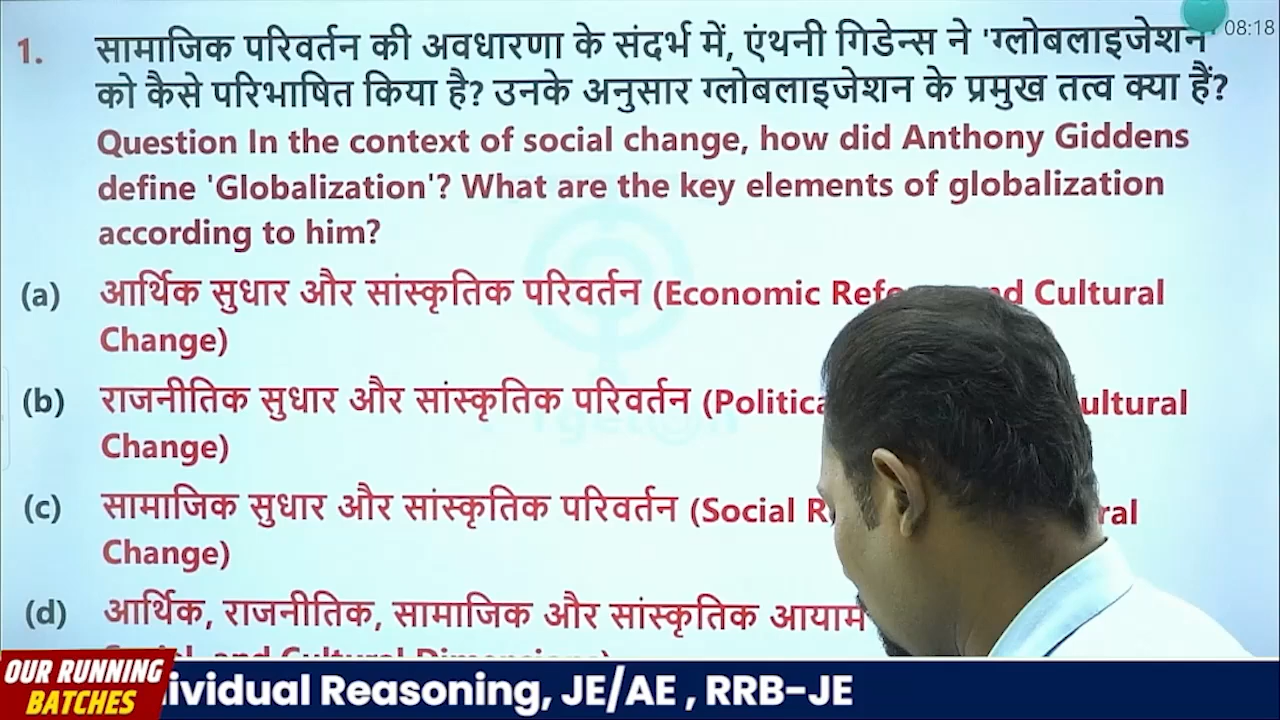 08:18
1. सामाजिक परिवर्तन की अवधारणा के संदर्भ में, एंथनी गिडेन्स ने 'ग्लोबलाइजेशन'
को कैसे परिभाषित किया है? उनके अनुसार ग्लोबलाइजेशन के प्रमुख तत्व क्या हैं?
Question In the context of social change, how did Anthony Giddens
define 'Globalization'? What are the key elements of globalization
according to him?
(a) आर्थिक सुधार और सांस्कृतिक परिवर्तन (Economic Cultural
Change)
(b) राजनीतिक सुधार और सांस्कृतिक परिवर्तन
Change)
(c) सामाजिक सुधार और सांस्कृतिक परिवर्तन (Social
Change)
(d) आर्थिक, राजनीतिक, सामाजिक और सांस्कृतिक आयाम
and Cultural Dimensions)
OUR RUNNING
BATCHES
ividual Reasoning, JE/AE , RRB-JE